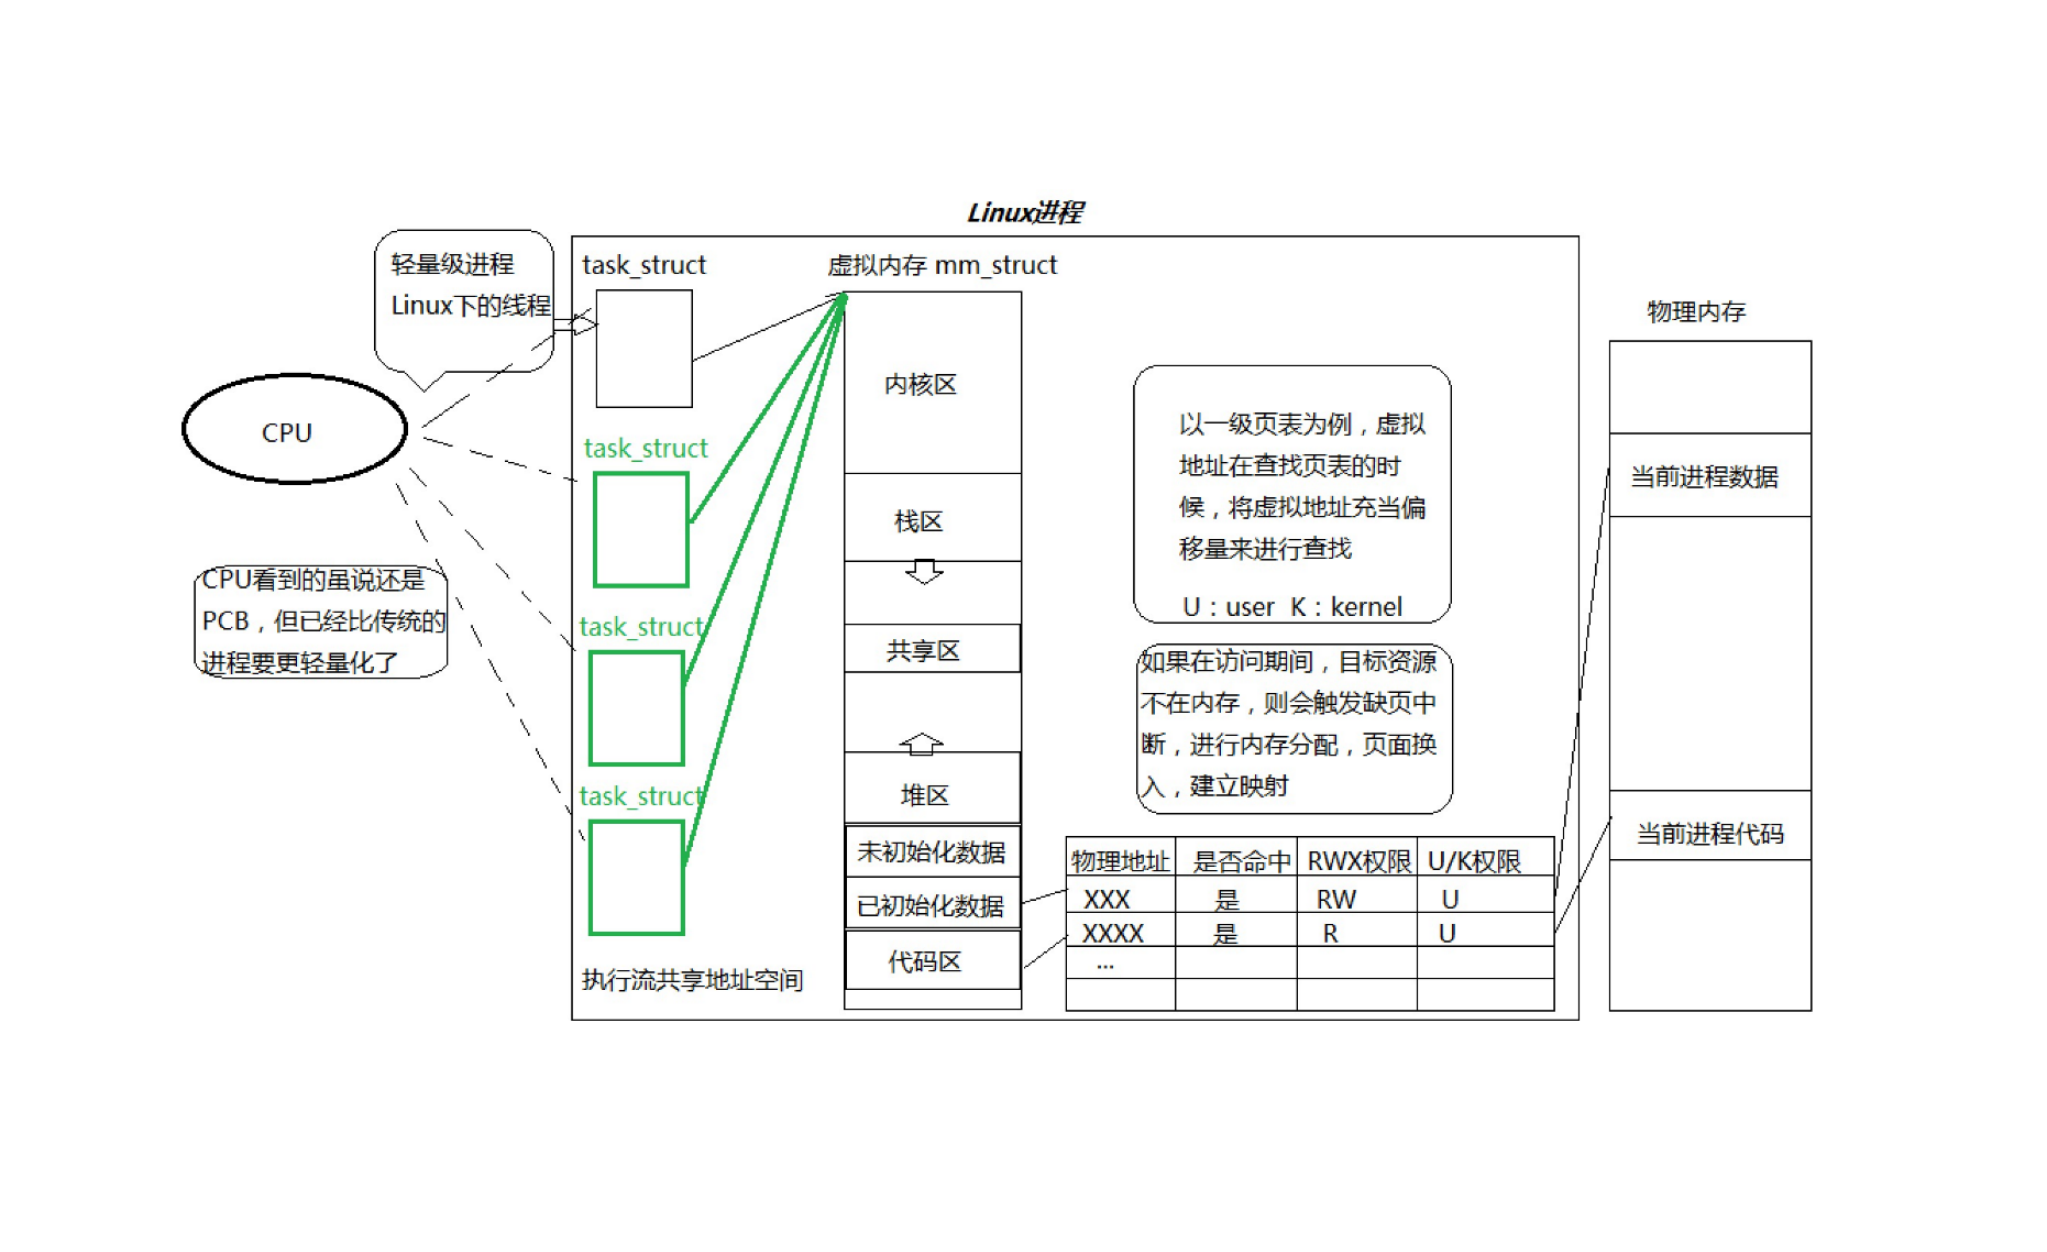 Linux进程
轻量级进程
Linux下的线程
CPU
CPU看到的虽说还是
PCB，但已经比传统的
进程要更轻量化了
task_struct
task_struct
task_struct
task_struct
执行流共享地址空间
虚拟内存 mm_struct
内核区
栈区
共享区
堆区
未初始化数据
已初始化数据
代码区
以一级页表为例，虚拟
地址在查找页表的时
候，将虚拟地址充当偏
移量来进行查找
U：user K：kernel
如果在访问期间，目标资源
不在内存，则会触发缺页中
断，进行内存分配，页面换
入，建立映射
物理地址 是否命中 RWX权限 U/K权限
XXX 是 RW U
XXXX 是 R U
...
物理内存
当前进程数据
当前进程代码